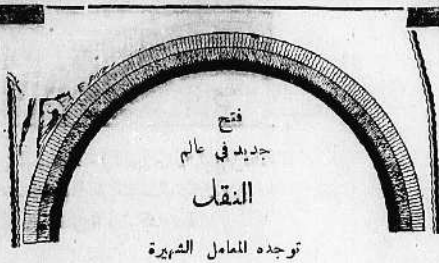 فتح
جديد في عالم
النقل
توجده المعامل الشهيرة